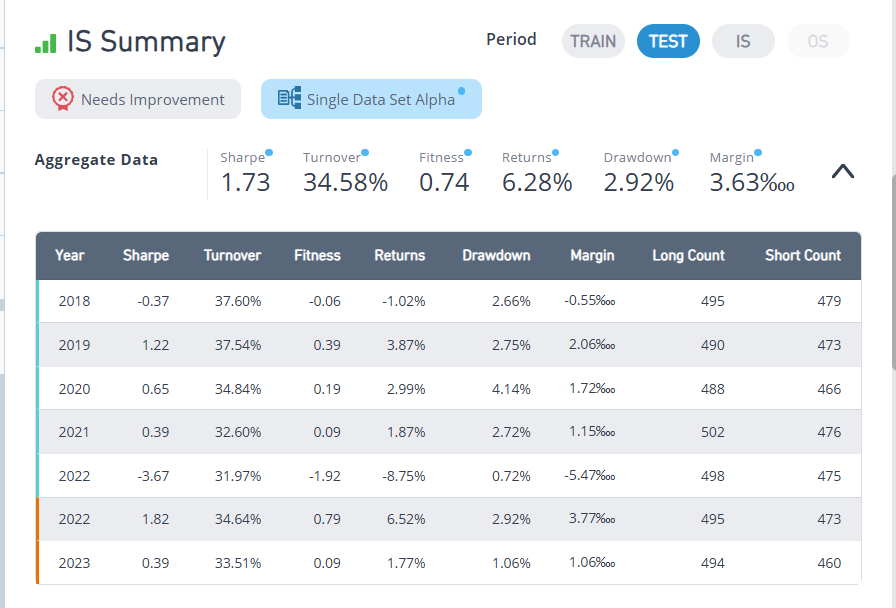 IS Summary
Period TRAIN TEST IS OS
Needs Improvement Single Data Set Alpha
Aggregate Data
Sharpe Turnover Fitness Returns Drawdown Margin
1.73 34.58% 0.74 6.28% 2.92% 3.63‱
Year Sharpe Turnover Fitness Returns Drawdown Margin Long Count Short Count
2018 -0.37 37.60% -0.06 -1.02% 2.66% -0.55‱ 495 479
2019 1.22 37.54% 0.39 3.87% 2.75% 2.06‱ 490 473
2020 0.65 34.84% 0.19 2.99% 4.14% 1.72‱ 488 466
2021 0.39 32.60% 0.09 1.87% 2.72% 1.15‱ 502 476
2022 -3.67 31.97% -1.92 -8.75% 0.72% -5.47‱ 498 475
2022 1.82 34.64% 0.79 6.52% 2.92% 3.77‱ 495 473
2023 0.39 33.51% 0.09 1.77% 1.06% 1.06‱ 494 460